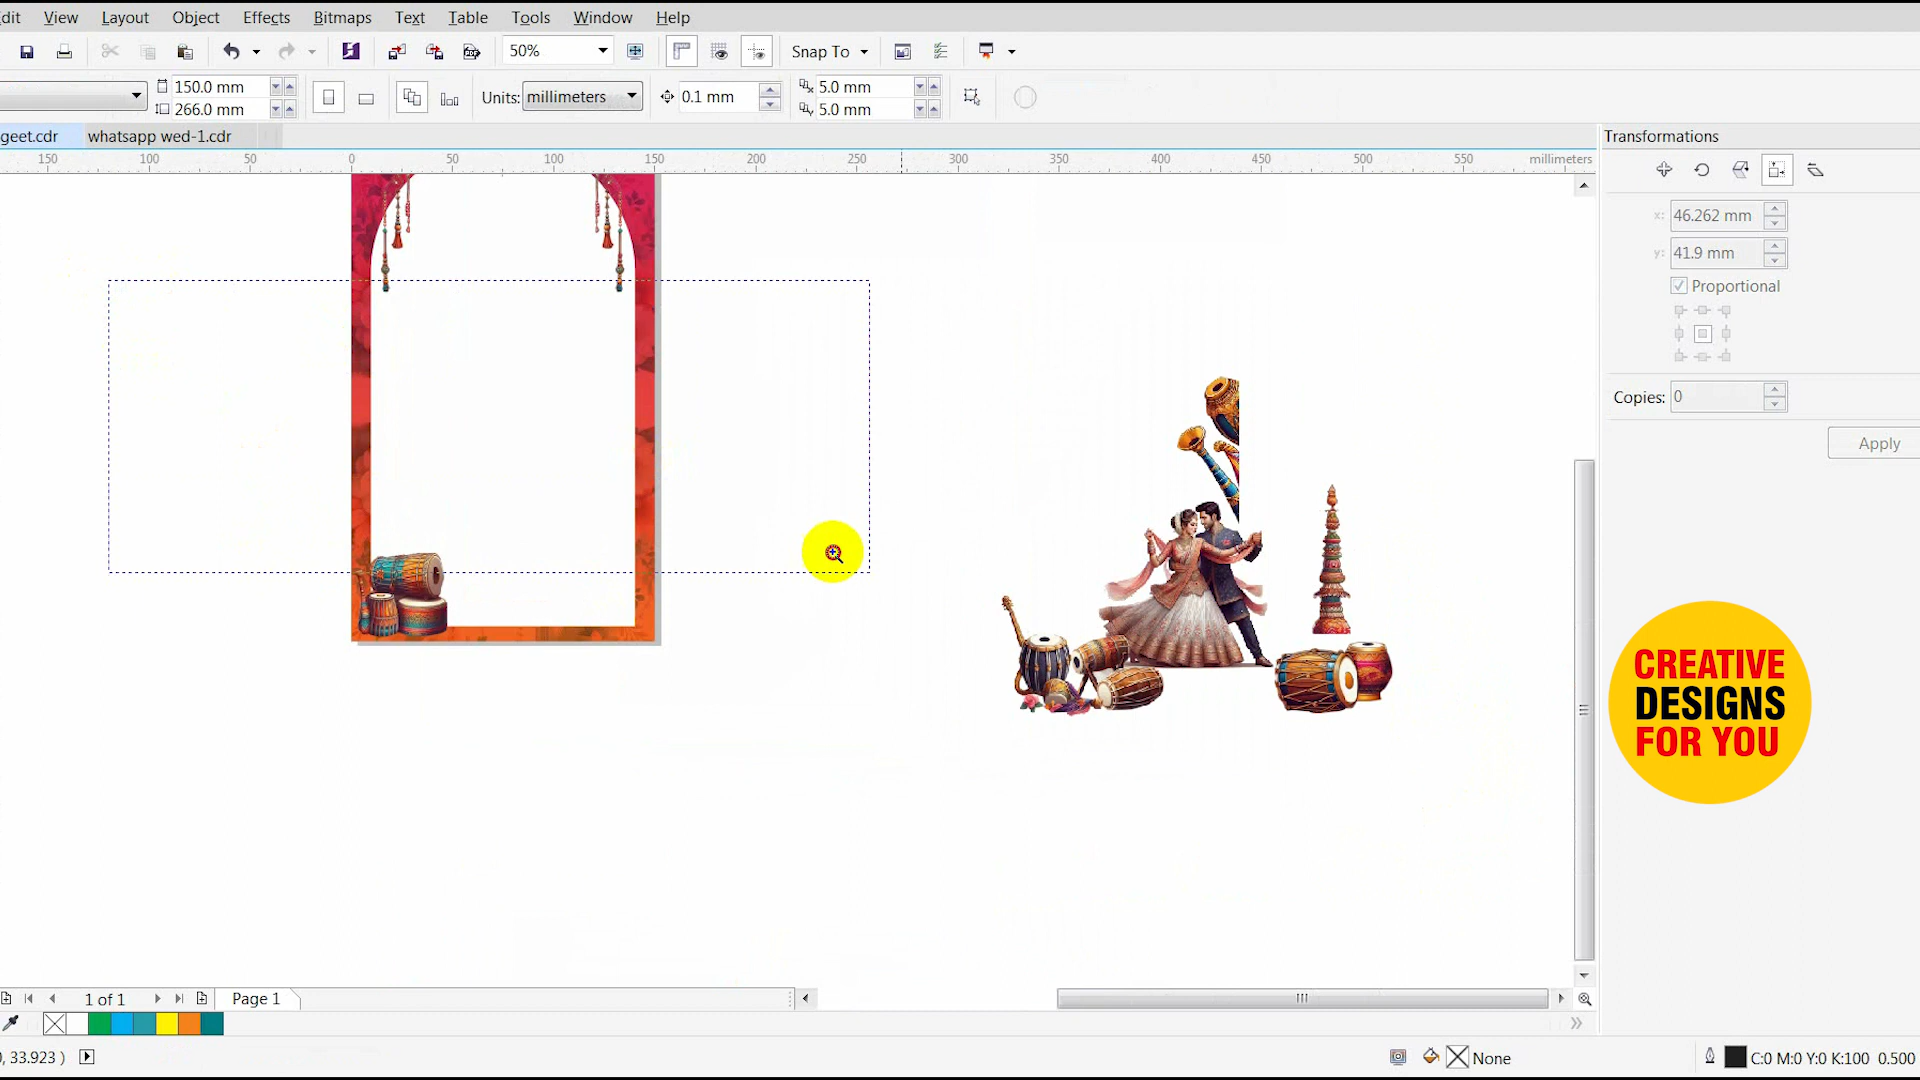 dit View Layout Object Effects Bitmaps Text Table Tools Window Help
50% Snap To
150.0 mm
266.0 mm
Units: millimeters 0.1 mm
5.0 mm
5.0 mm
geet.cdr whatsapp wed-1.cdr
150 100 50 0 50 100 150 200 250 300 350 400 450 500 550 millimeters
Transformations
x: 46.262 mm
y: 41.9 mm
Proportional
Copies: 0
Apply
CREATIVE
DESIGNS
FOR YOU
1 of 1 Page 1
, 33.923 ) None C:0 M:0 Y:0 K:100 0.500